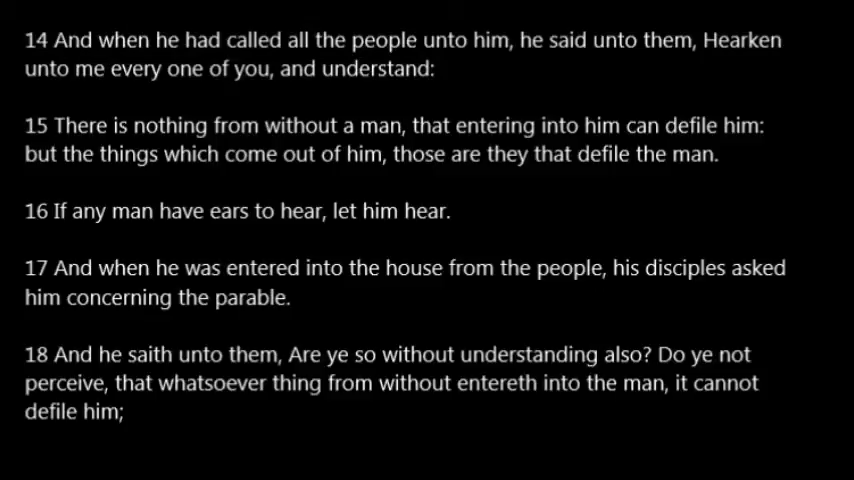 14 And when he had called all the people unto him, he said unto them, Hearken
unto me every one of you, and understand:
15 There is nothing from without a man, that entering into him can defile him:
but the things which come out of him, those are they that defile the man.
16 If any man have ears to hear, let him hear.
17 And when he was entered into the house from the people, his disciples asked
him concerning the parable.
18 And he saith unto them, Are ye so without understanding also? Do ye not
perceive, that whatsoever thing from without entereth into the man, it cannot
defile him;